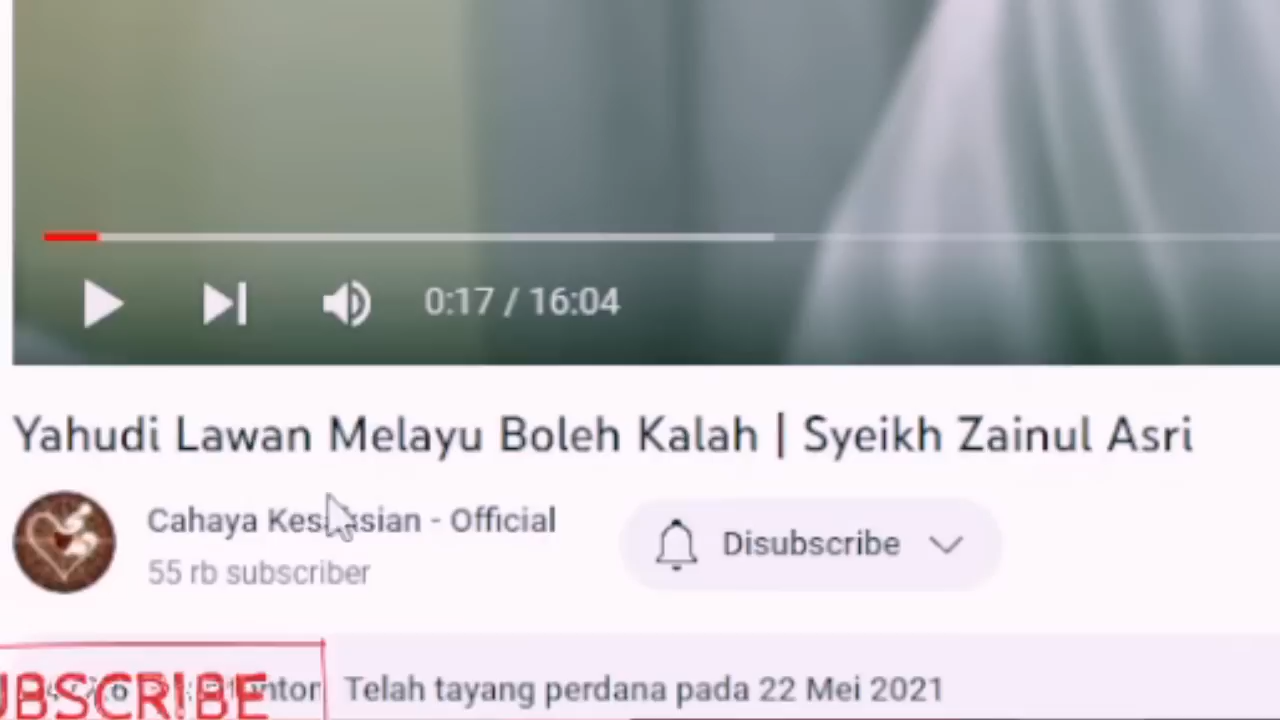 0:17 / 16:04
Yahudi Lawan Melayu Boleh Kalah | Syeikh Zainul Asri
Cahaya - Official
Disubscribe
55 rb subscriber
UBSCRIBE Telah tayang perdana pada 22 Mei 2021